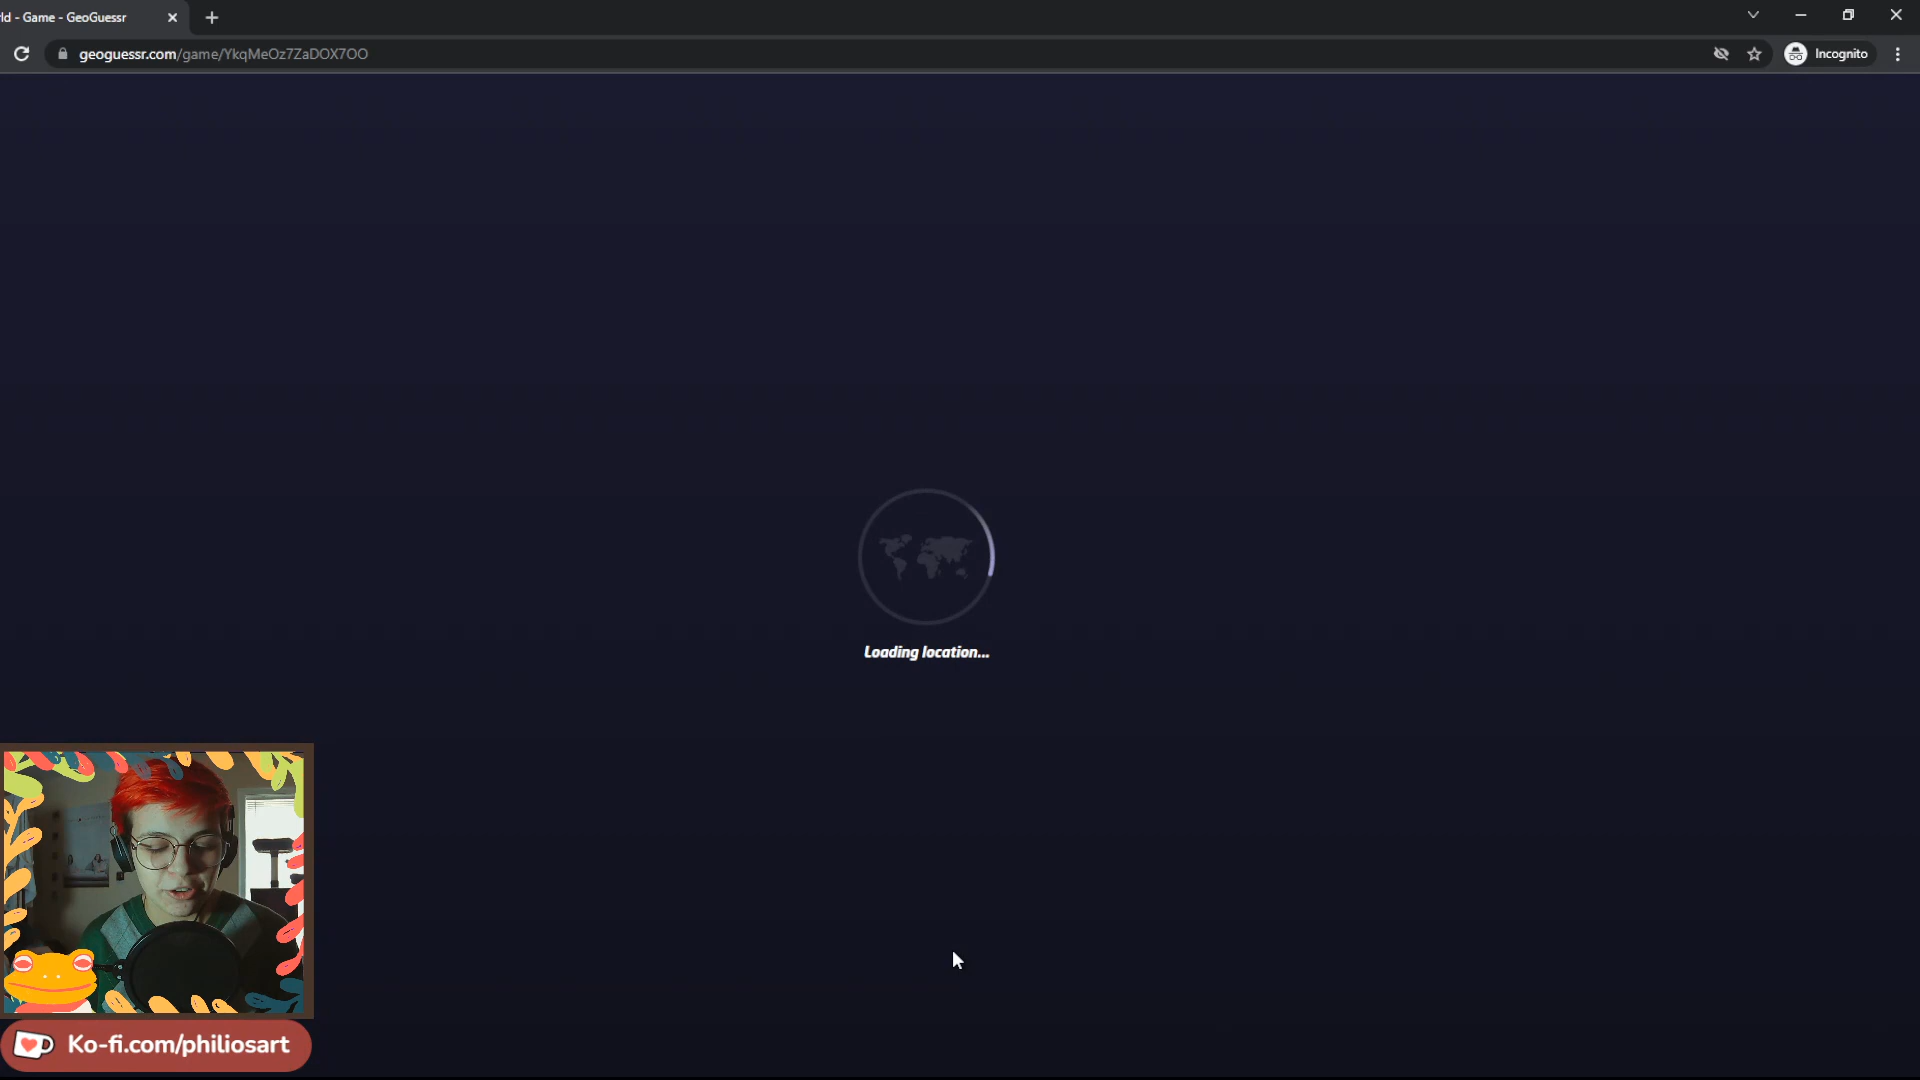 ld - Game - GeoGuessr
geoguessr.com/game/YkqMeOz7ZaDOX7OO
Incognito
Loading location...
Ko-fi.com/philiosart